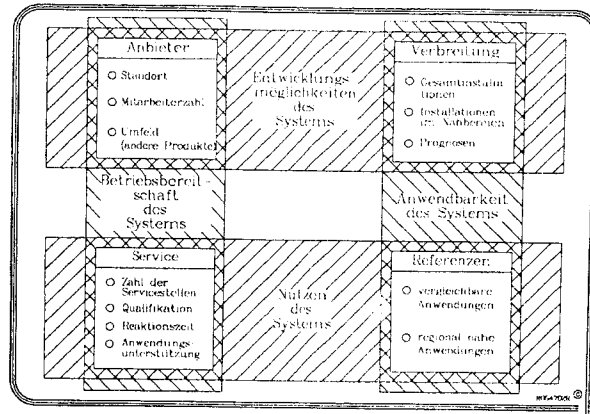 Anbieter
Standort
Mitarbeiterzahl
Umfeld
(andere Produkte)
Entwicklungs
möglichkeiten
des
Systems
Verbreitung
Gesamtinstalla
tionen
Installationen
im Nahbereich
Prognosen
Betriebsbereit-
schaft
des
Systems
Anwendbarkeit
des Systems
Service
Zahl der
Servicestellen
Qualifikation
Reaktionszeit
Anwendungs-
unterstützung
Nutzen
des
Systems
Referenzen
vergleichbare
Anwendungen
regional nahe
Anwendungen